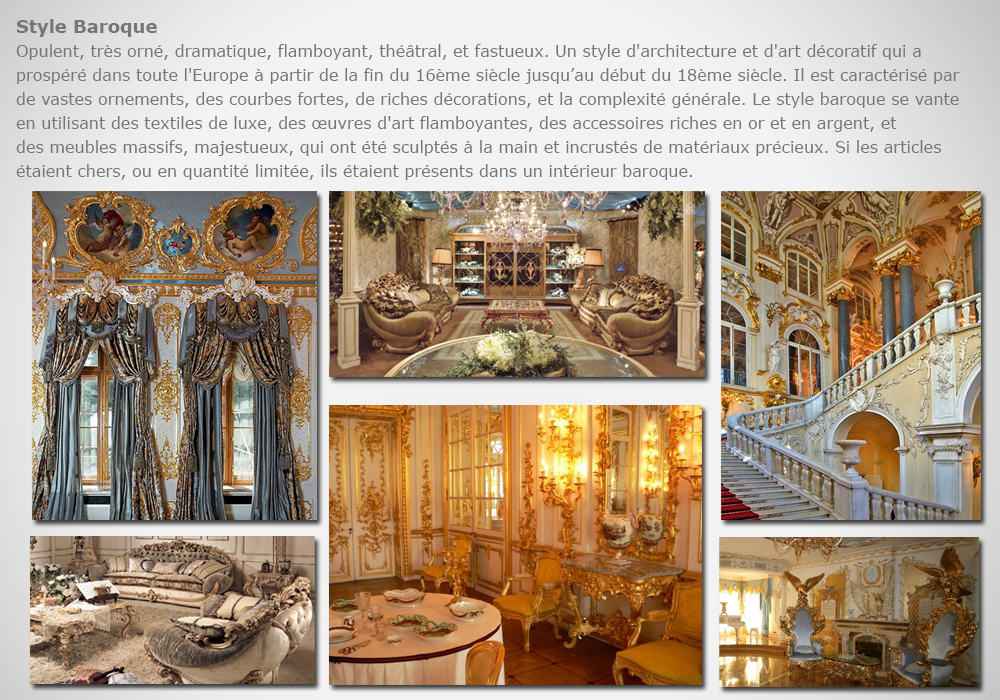 Style Baroque
Opulent, très orné, dramatique, flamboyant, théâtral, et fastueux. Un style d'architecture et d'art décoratif qui a
prospéré dans toute l'Europe à partir de la fin du 16ème siècle jusqu’au début du 18ème siècle. Il est caractérisé par
de vastes ornements, des courbes fortes, de riches décorations, et la complexité générale. Le style baroque se vante
en utilisant des textiles de luxe, des œuvres d'art flamboyantes, des accessoires riches en or et en argent, et
des meubles massifs, majestueux, qui ont été sculptés à la main et incrustés de matériaux précieux. Si les articles
étaient chers, ou en quantité limitée, ils étaient présents dans un intérieur baroque.